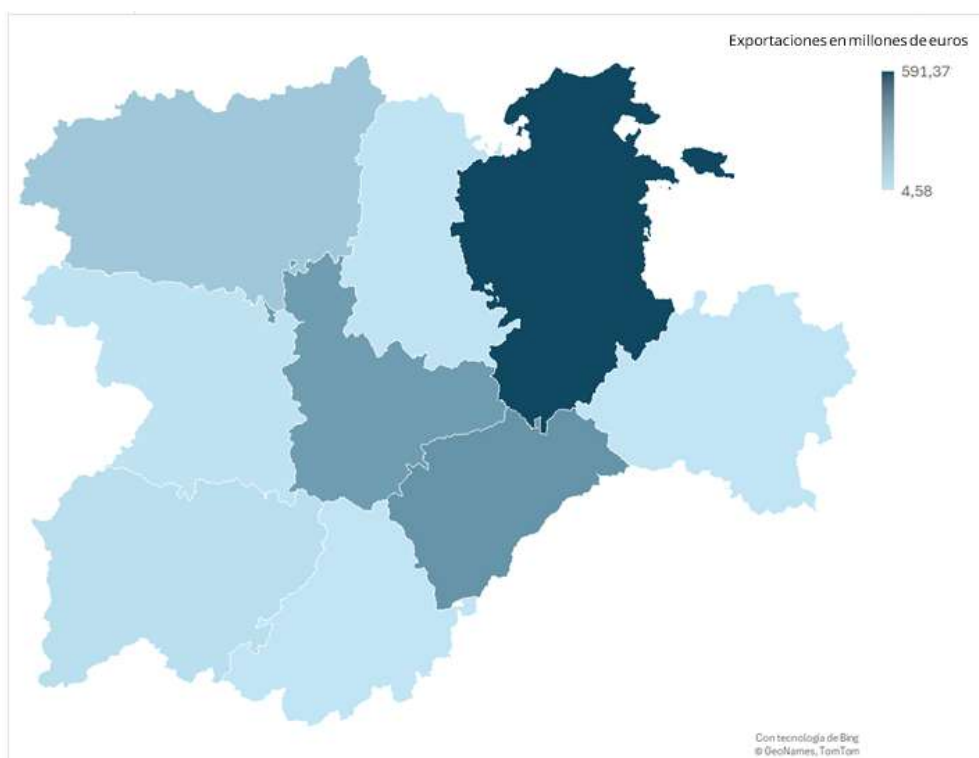 Exportaciones en millones de euros
591,37
4,58
Con tecnología de Bing
© GeoNames, TomTom